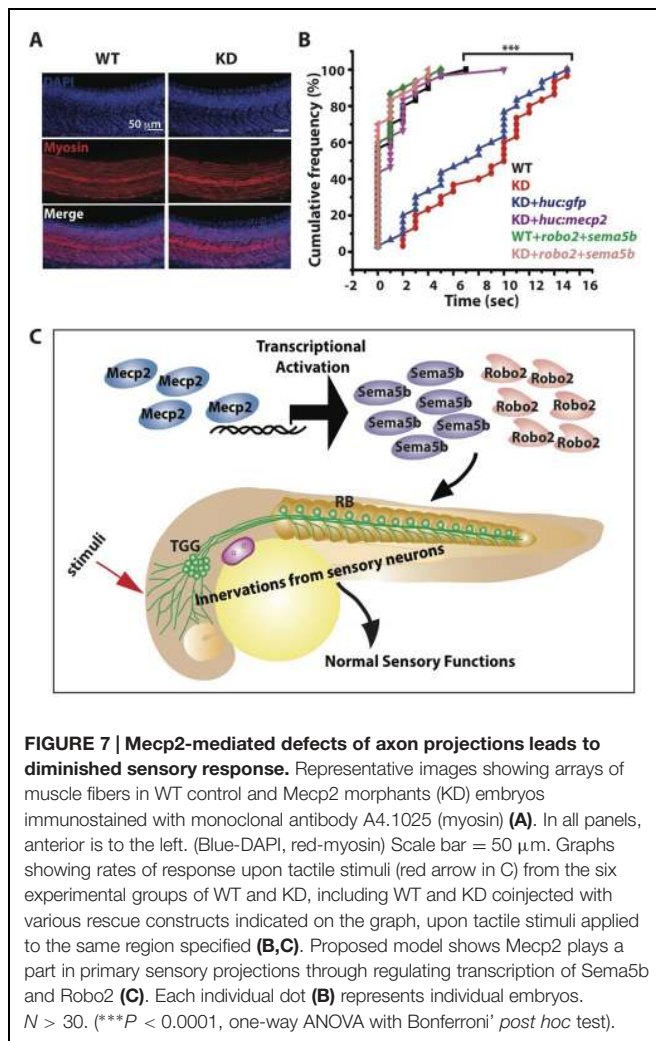 A
WT
KD
DAPI
50 µm
Myosin
Merge
B
***
Cumulative frequency (%)
100
80
60
40
20
0
-2 0 2 4 6 8 10 12 14 16
Time (sec)
WT
KD
KD+huc:gfp
KD+huc:mecp2
WT+robo2+sema5b
KD+robo2+sema5b
C
Transcriptional
Activation
Mecp2
Mecp2
Mecp2
Mecp2
Sema5b
Sema5b
Sema5b
Sema5b
Sema5b
Sema5b
Robo2
Robo2
Robo2
Robo2
Robo2
Robo2
RB
TGG
stimuli
Innervations from sensory neurons
Normal Sensory Functions
FIGURE 7 | Mecp2-mediated defects of axon projections leads to
diminished sensory response. Representative images showing arrays of
muscle fibers in WT control and Mecp2 morphants (KD) embryos
immunostained with monoclonal antibody A4.1025 (myosin) (A). In all panels,
anterior is to the left. (Blue-DAPI, red-myosin) Scale bar = 50 µm. Graphs
showing rates of response upon tactile stimuli (red arrow in C) from the six
experimental groups of WT and KD, including WT and KD coinjected with
various rescue constructs indicated on the graph, upon tactile stimuli applied
to the same region specified (B,C). Proposed model shows Mecp2 plays a
part in primary sensory projections through regulating transcription of Sema5b
and Robo2 (C). Each individual dot (B) represents individual embryos.
N > 30. (***P < 0.0001, one-way ANOVA with Bonferroni' post hoc test).